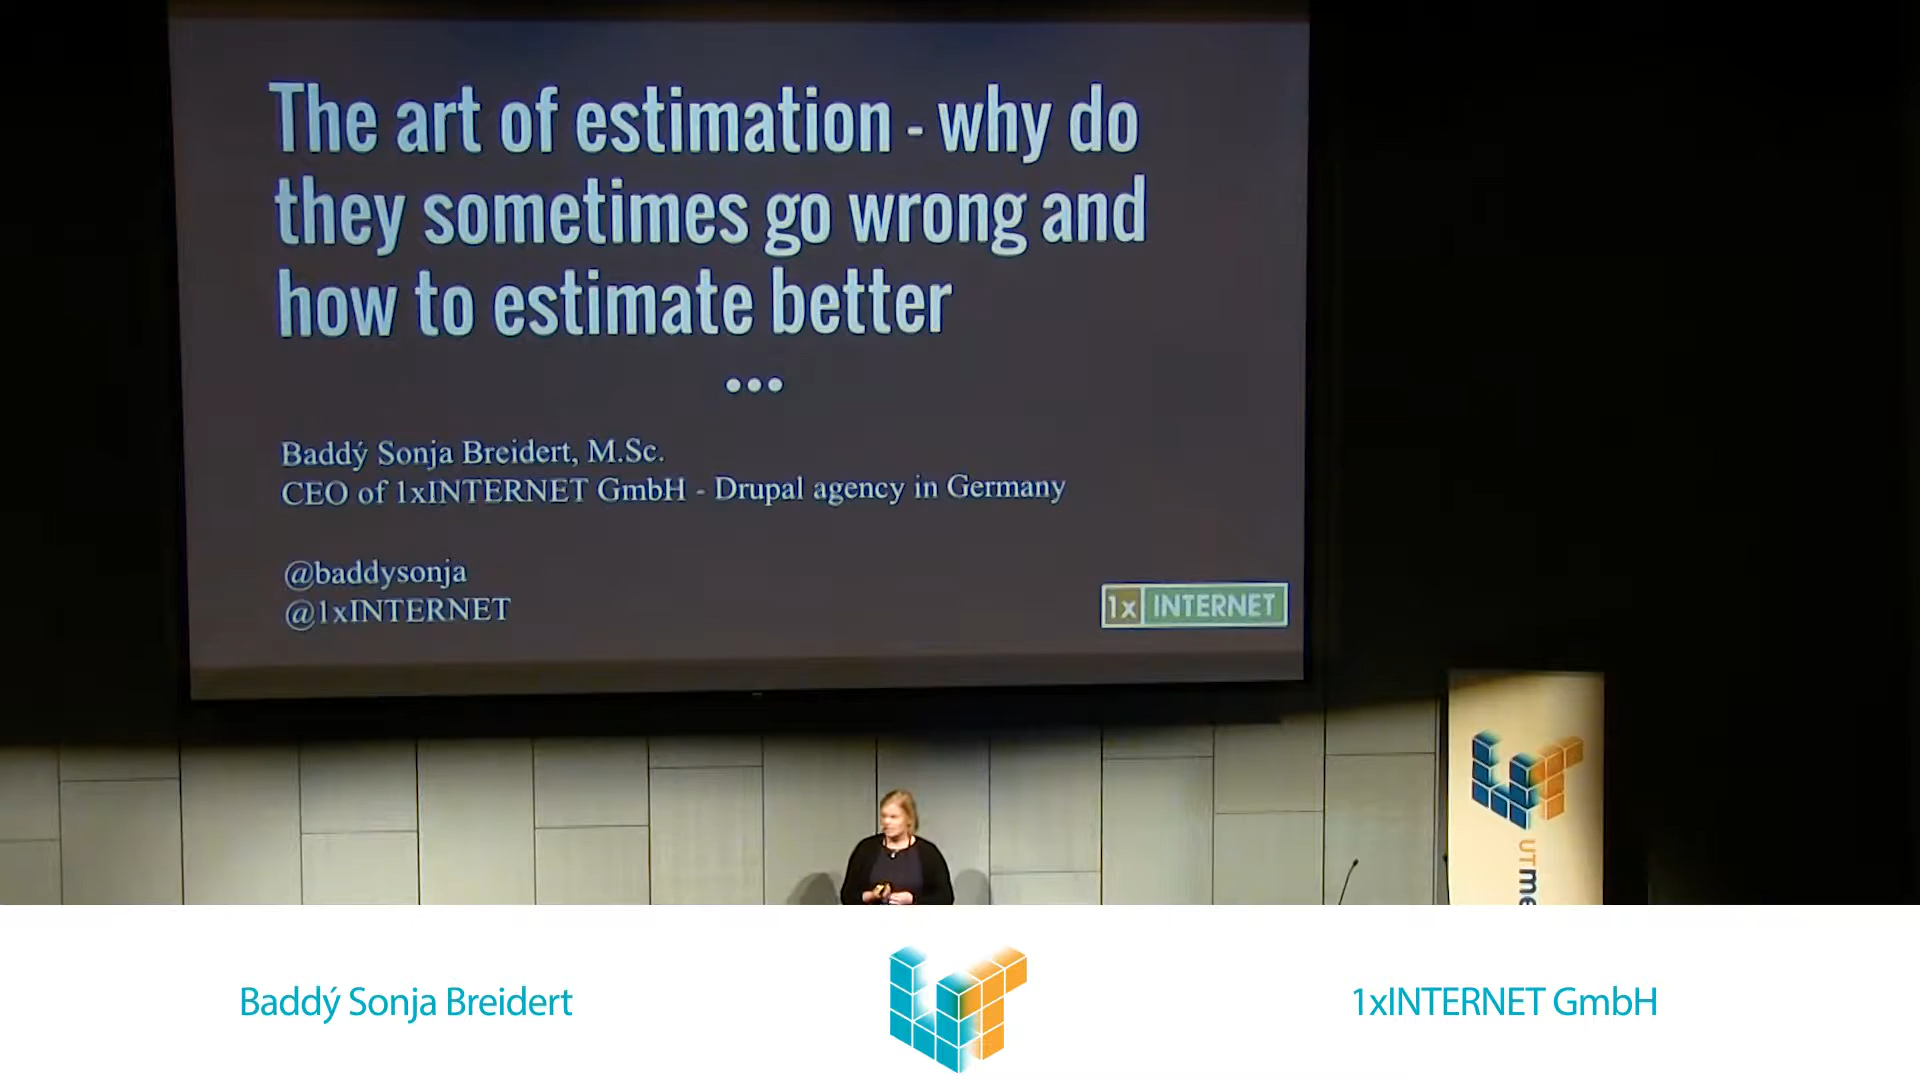 The art of estimation - why do
they sometimes go wrong and
how to estimate better
...
Baddý Sonja Breidert, M.Sc.
CEO of 1xINTERNET GmbH - Drupal agency in Germany
@baddysonja
@1xINTERNET
1x INTERNET
UTme
Baddý Sonja Breidert
1xINTERNET GmbH